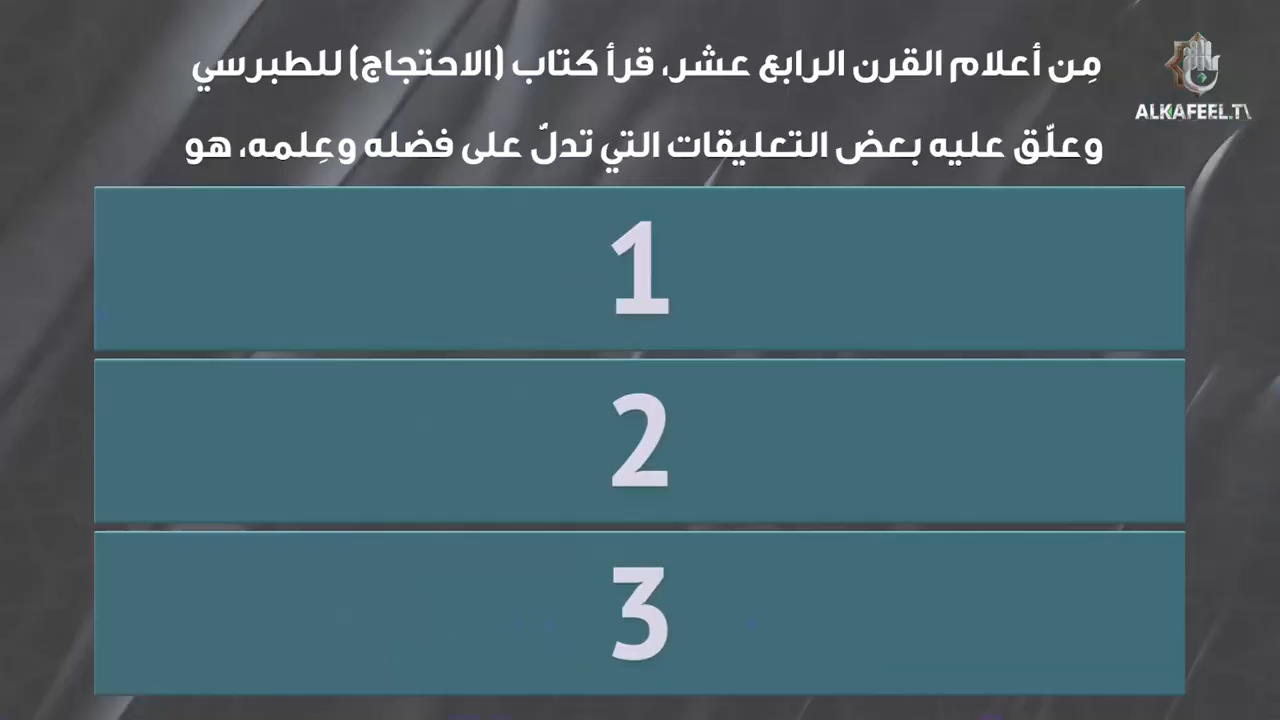 مِن أعلام القرن الرابع عشر، قرأ كتاب (الاحتجاج) للطبرسي
ALKAFEEL.TV
وعلّق عليه بعض التعليقات التي تدلّ على فضله وعِلمه، هو
1
2
3